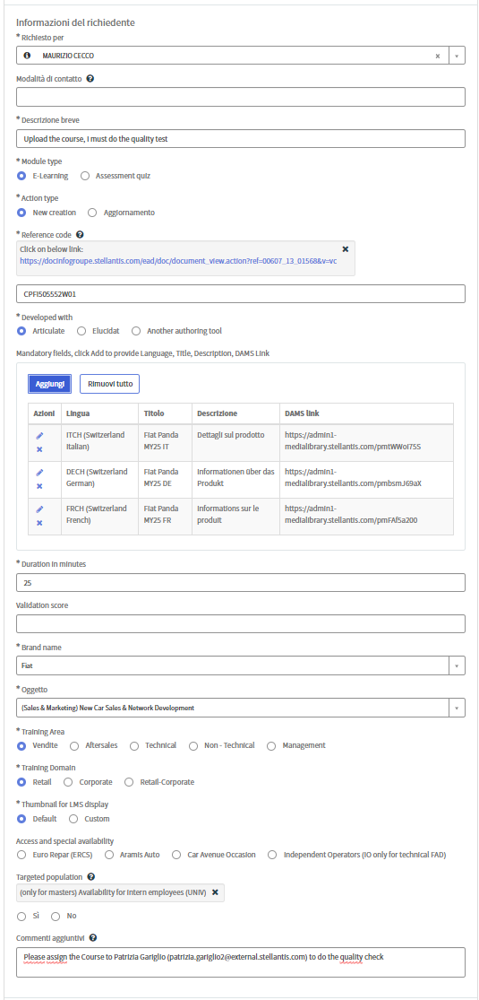 Informazioni del richiedente
* Richiesto per
MAURIZIO CECCO
Modalità di contatto
* Descrizione breve
Upload the course, I must do the quality test
* Module type
E-Learning Assessment quiz
* Action type
New creation Aggiornamento
* Reference code
Click on below link:
https://docinfogroupe.stellantis.com/ead/doc/document_view.action?ref=00607_13_01568&v=vc
CPFI505552W01
* Developed with
Articulate Elucidat Another authoring tool
Mandatory fields, click Add to provide Language, Title, Description, DAMS Link
Aggiungi Rimuovi tutto
Azioni Lingua Titolo Descrizione DAMS link
ITCH (Switzerland Fiat Panda Dettagli sul prodotto https://admin1-
Italian) MY25 IT medialibrary.stellantis.com/pmtWWoI75S
DECH (Switzerland Fiat Panda Informationen über das https://admin1-
German) MY25 DE Produkt medialibrary.stellantis.com/pmbsmJ69aX
FRCH (Switzerland Fiat Panda Informations sur le https://admin1-
French) MY25 FR produit medialibrary.stellantis.com/pmFAf5a200
* Duration in minutes
25
Validation score
* Brand name
Fiat
* Oggetto
(Sales & Marketing) New Car Sales & Network Development
* Training Area
Vendite Aftersales Technical Non - Technical Management
* Training Domain
Retail Corporate Retail-Corporate
* Thumbnail for LMS display
Default Custom
Access and special availability
Euro Repar (ERCS) Aramis Auto Car Avenue Occasion Independent Operators (IO only for technical FAD)
Targeted population
(only for masters) Availability for intern employees (UNIV)
Sì No
Commenti aggiuntivi
Please assign the Course to Patrizia Gariglio (patrizia.gariglio2@external.stellantis.com) to do the quality check